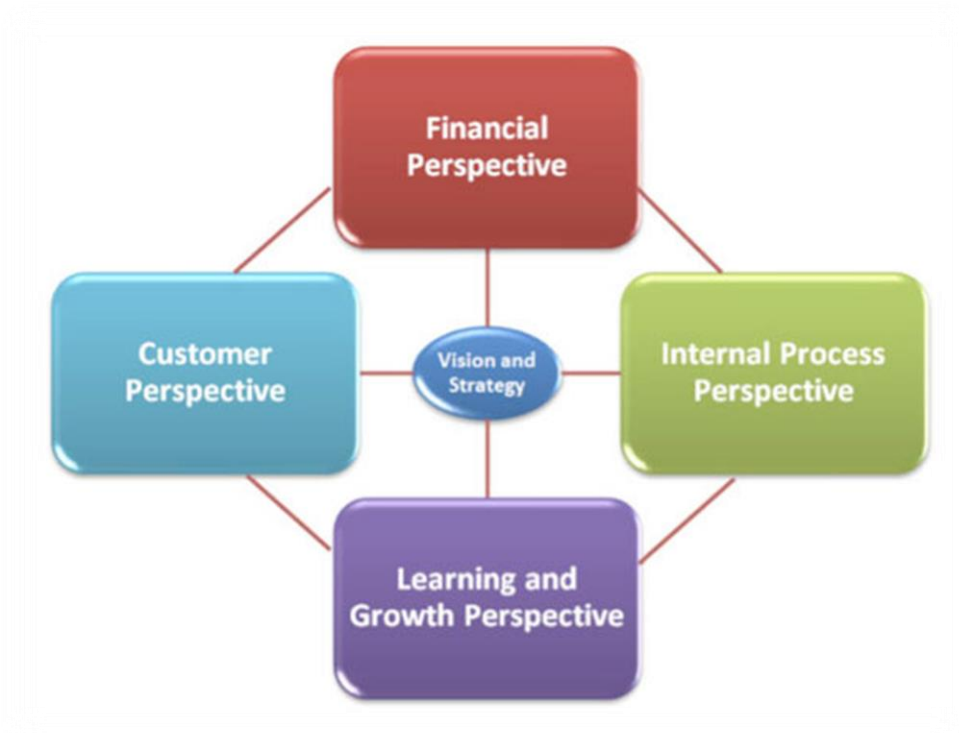 Financial
Perspective
Customer
Perspective
Vision and
Strategy
Internal Process
Perspective
Learning and
Growth Perspective